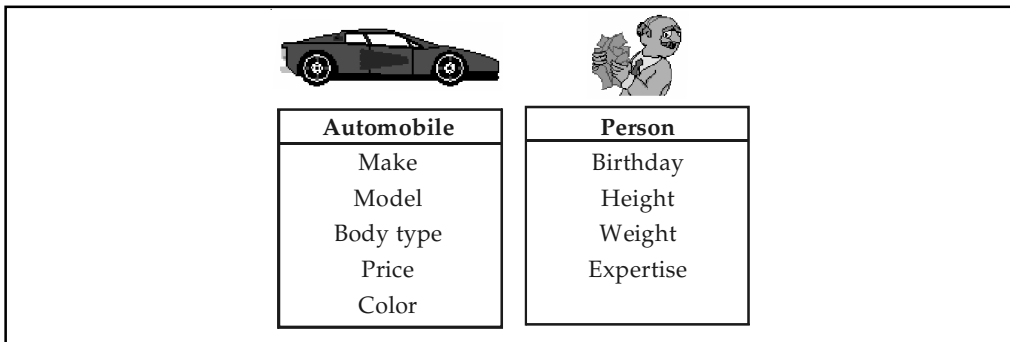 Automobile
Make
Model
Body type
Price
Color
Person
Birthday
Height
Weight
Expertise